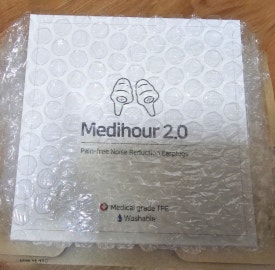 Medihour 2.0
Pain-free Noise Reduction Earplugs
Medical grade TPE
Washable